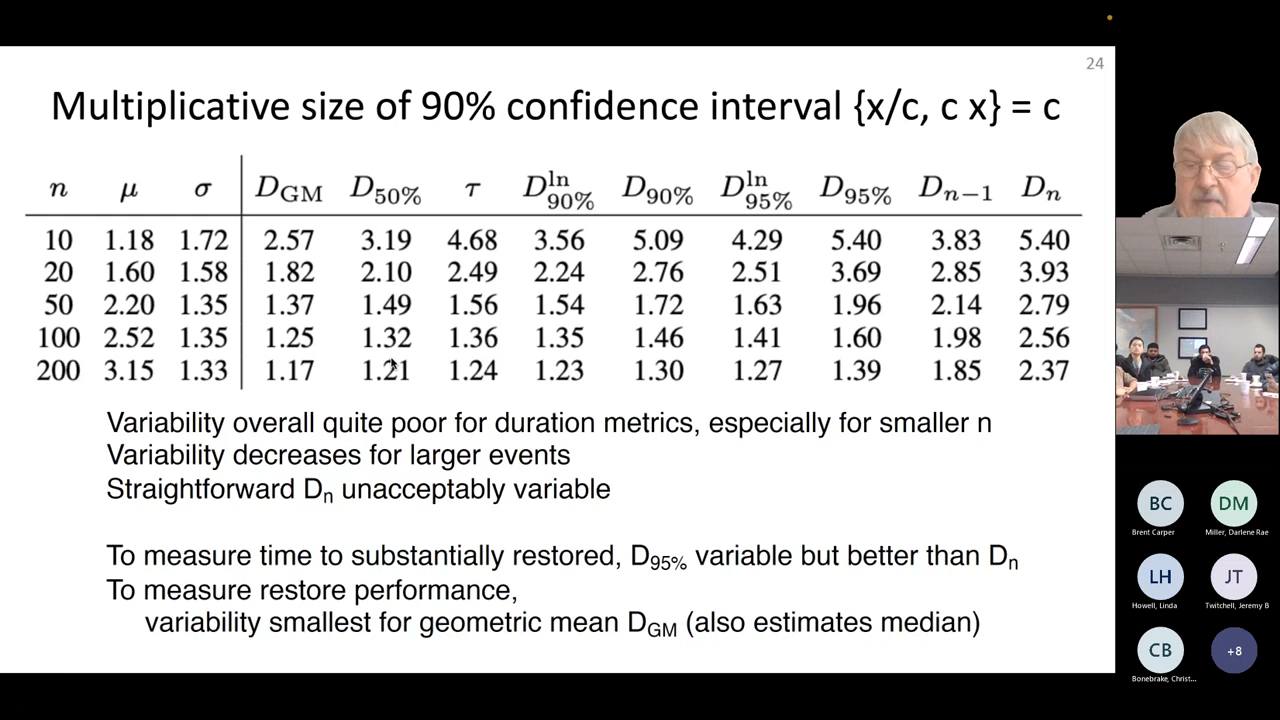 24
Multiplicative size of 90% confidence interval {x/c, c x} = c
n μ σ D_GM D_50% τ D^ln_90% D_90% D^ln_95% D_95% D_n−1 D_n
10 1.18 1.72 2.57 3.19 4.68 3.56 5.09 4.29 5.40 3.83 5.40
20 1.60 1.58 1.82 2.10 2.49 2.24 2.76 2.51 3.69 2.85 3.93
50 2.20 1.35 1.37 1.49 1.56 1.54 1.72 1.63 1.96 2.14 2.79
100 2.52 1.35 1.25 1.32 1.36 1.35 1.46 1.41 1.60 1.98 2.56
200 3.15 1.33 1.17 1.21 1.24 1.23 1.30 1.27 1.39 1.85 2.37
Variability overall quite poor for duration metrics, especially for smaller n
Variability decreases for larger events
Straightforward D_n unacceptably variable
To measure time to substantially restored, D_95% variable but better than D_n
To measure restore performance,
variability smallest for geometric mean D_GM (also estimates median)
BC DM
Brent Carper Miller, Darlene Rae
LH JT
Howell, Linda Twitchell, Jeremy B
CB +8
Bonebrake, Christ...